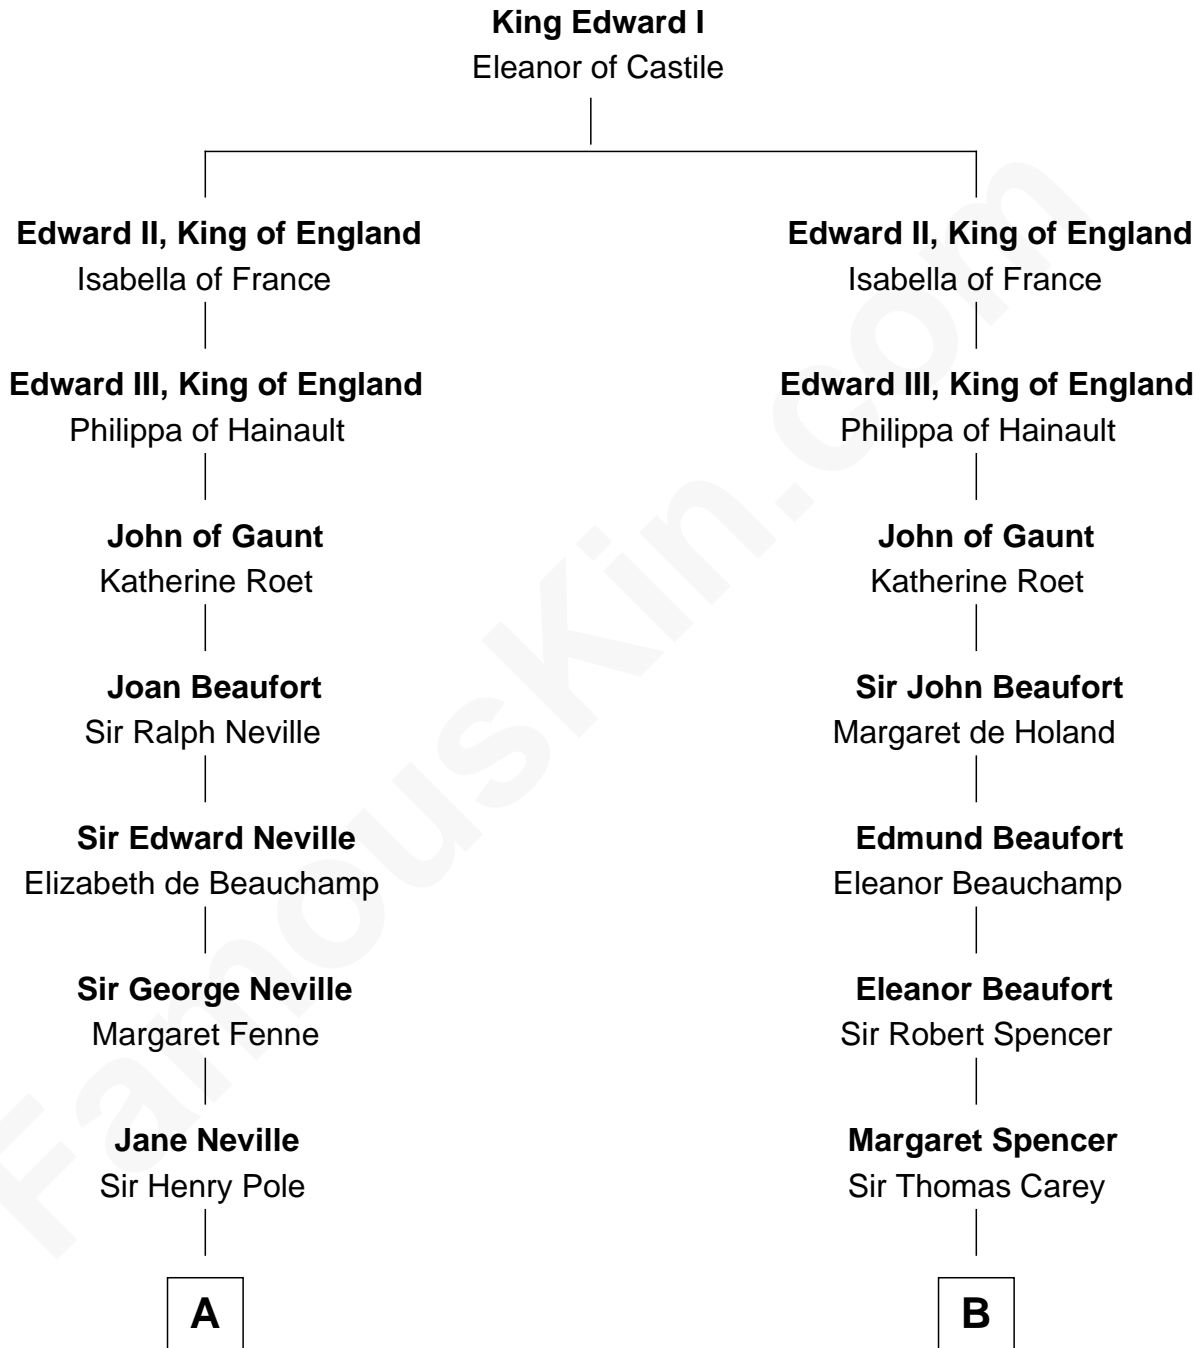 King Edward I
Eleanor of Castile
Edward II, King of England
Isabella of France
Edward III, King of England
Philippa of Hainault
John of Gaunt
Katherine Roet
Joan Beaufort
Sir Ralph Neville
Sir Edward Neville
Elizabeth de Beauchamp
Sir George Neville
Margaret Fenne
Jane Neville
Sir Henry Pole
A
Edward II, King of England
Isabella of France
Edward III, King of England
Philippa of Hainault
John of Gaunt
Katherine Roet
Sir John Beaufort
Margaret de Holand
Edmund Beaufort
Eleanor Beauchamp
Eleanor Beaufort
Sir Robert Spencer
Margaret Spencer
Sir Thomas Carey
B
FamousKin.com